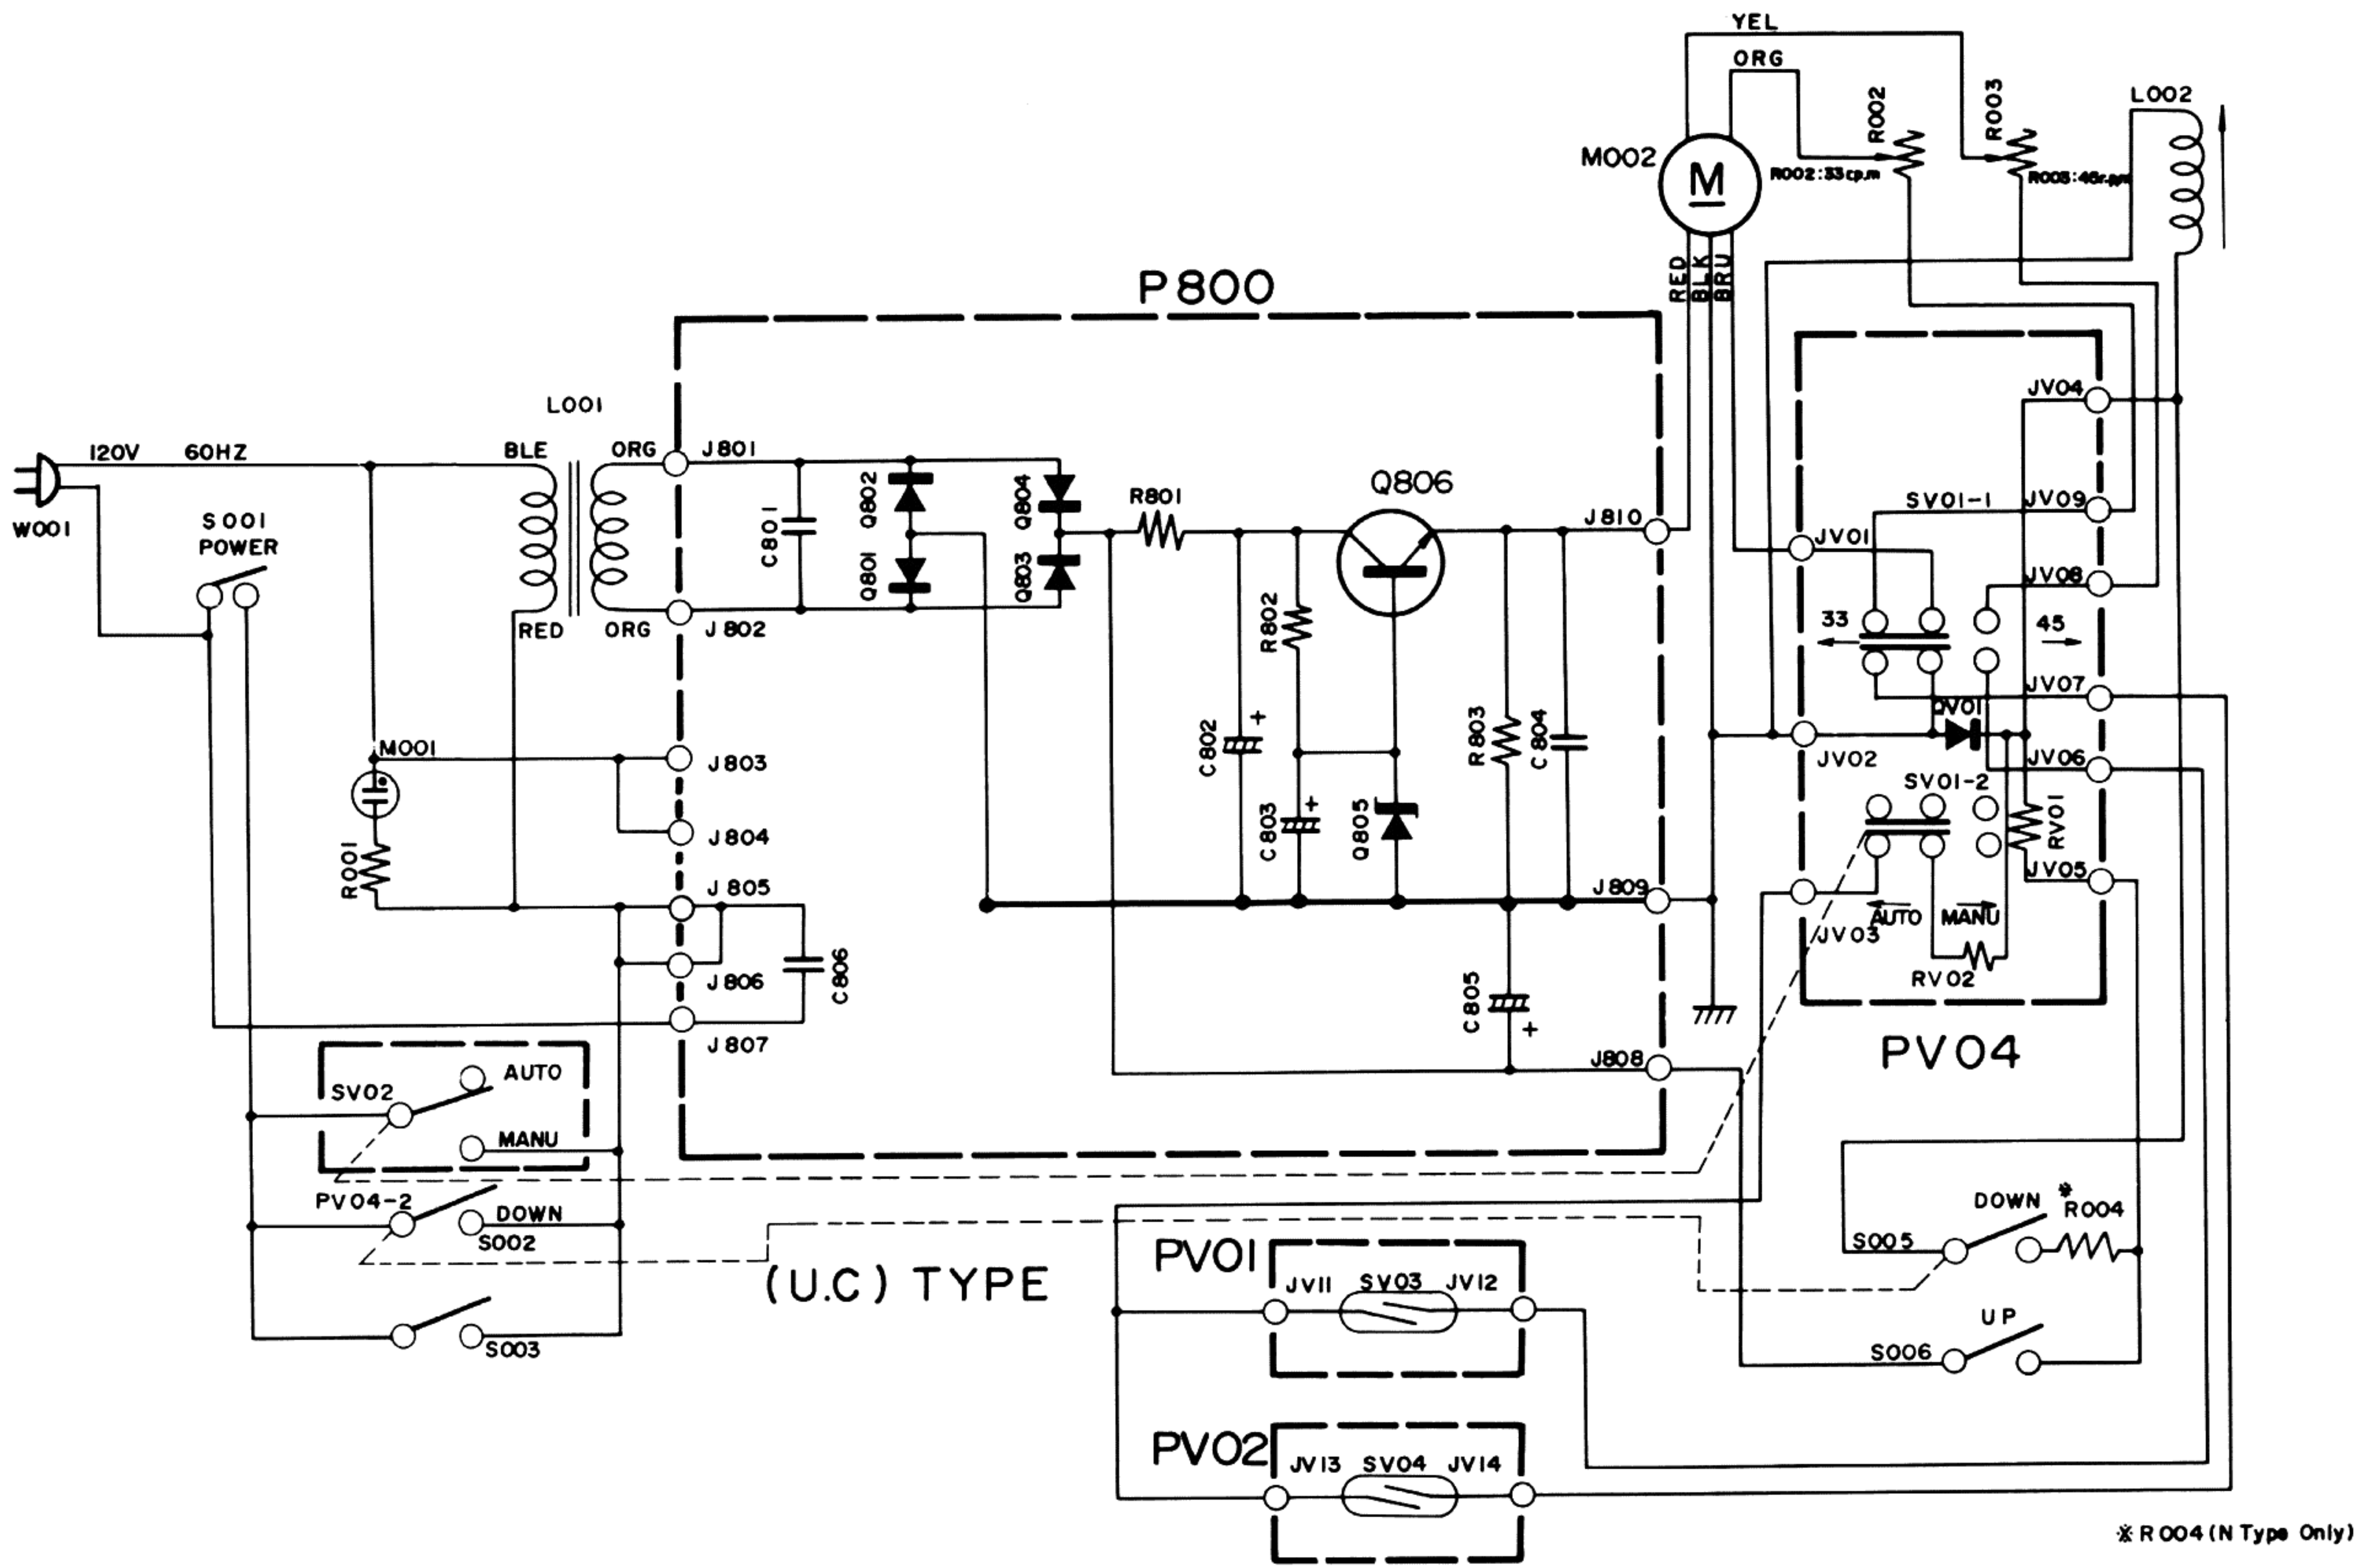 YEL
ORG
L002
R002
R003
M002
M
R002:33cp.m
RED
BLK
BRU
P800
L001
120V 60HZ
BLE
ORG
J801
W001
S001
POWER
RED
ORG
J802
C801
Q802
Q801
Q804
Q803
R801
Q806
J810
R802
C802
+
C803
+
Q805
R803
C804
J809
C805
+
J808
M001
R001
J803
J804
J805
J806
J807
C806
JV04
SV01-1
JV09
JV01
JV08
33
45
JV07
JV02
JV06
SV01-2
RV01
JV05
AUTO
MANU
JV03
RV02
PV04
SV02
AUTO
MANU
PV04-2
DOWN
S002
S003
(U.C) TYPE
PV01
JV11
SV03
JV12
PV02
JV13
SV04
JV14
DOWN
※
R004
S005
UP
S006
※R004(N Type Only)